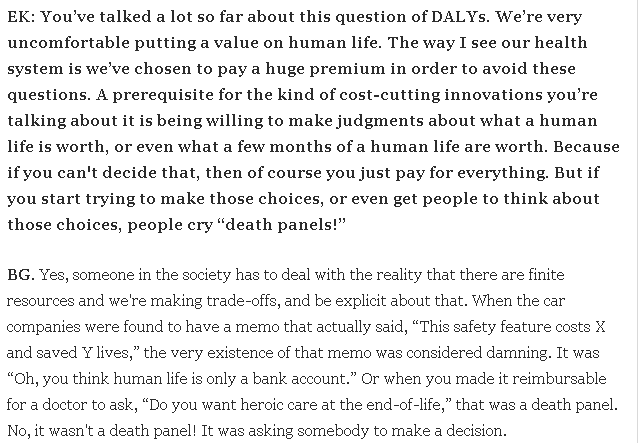 EK: You’ve talked a lot so far about this question of DALYs. We’re very
uncomfortable putting a value on human life. The way I see our health
system is we’ve chosen to pay a huge premium in order to avoid these
questions. A prerequisite for the kind of cost-cutting innovations you’re
talking about it is being willing to make judgments about what a human
life is worth, or even what a few months of a human life are worth. Because
if you can't decide that, then of course you just pay for everything. But if
you start trying to make those choices, or even get people to think about
those choices, people cry “death panels!”
BG. Yes, someone in the society has to deal with the reality that there are finite
resources and we're making trade-offs, and be explicit about that. When the car
companies were found to have a memo that actually said, “This safety feature costs X
and saved Y lives,” the very existence of that memo was considered damning. It was
“Oh, you think human life is only a bank account.” Or when you made it reimbursable
for a doctor to ask, “Do you want heroic care at the end-of-life,” that was a death panel.
No, it wasn't a death panel! It was asking somebody to make a decision.